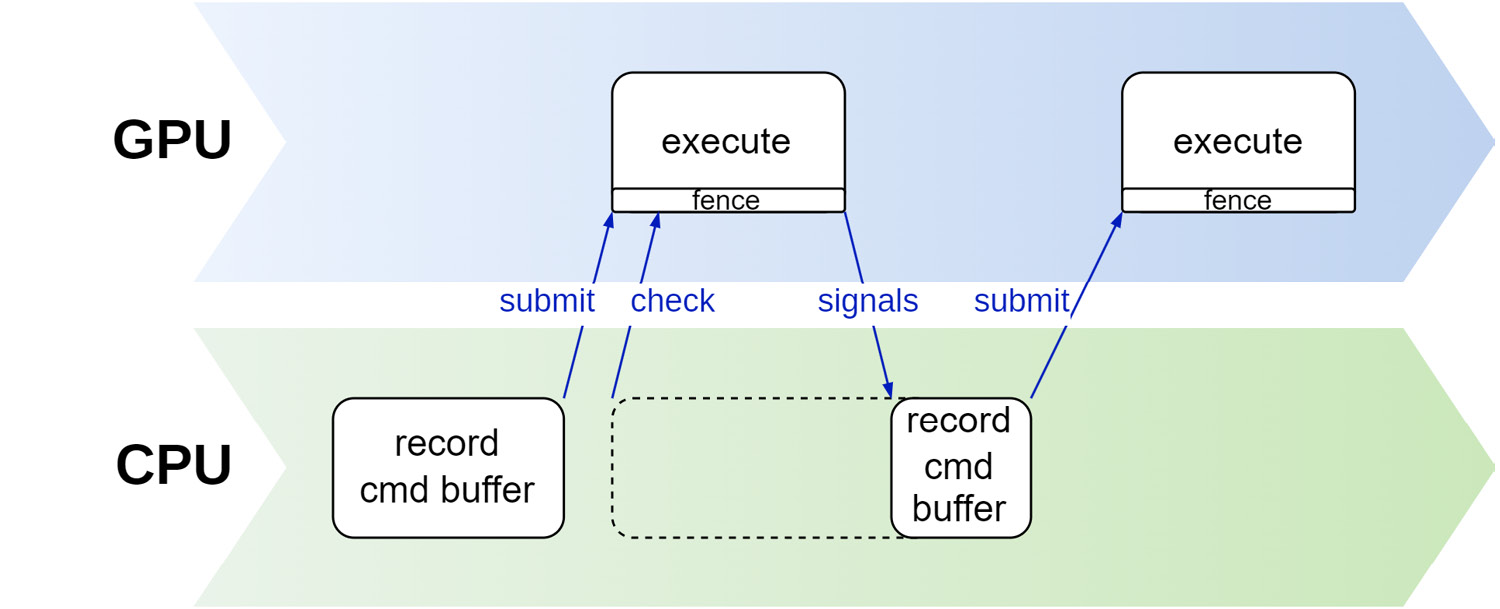 GPU
execute
fence
execute
fence
submit
check
signals
submit
CPU
record
cmd buffer
record
cmd
buffer